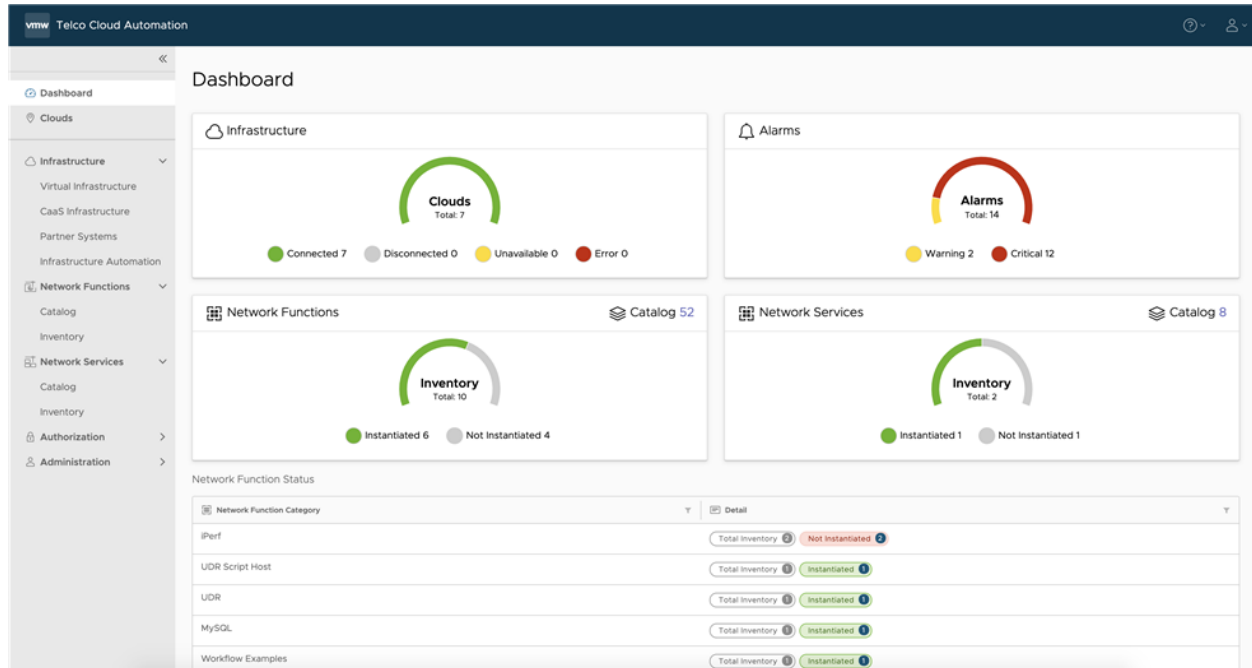 vmw Telco Cloud Automation
Dashboard
Clouds
Infrastructure
Virtual Infrastructure
CaaS Infrastructure
Partner Systems
Infrastructure Automation
Network Functions
Catalog
Inventory
Network Services
Catalog
Inventory
Authorization
Administration
Dashboard
Infrastructure
Clouds
Total: 7
Connected 7 Disconnected 0 Unavailable 0 Error 0
Alarms
Alarms
Total: 14
Warning 2 Critical 12
Network Functions Catalog 52
Inventory
Total: 10
Instantiated 6 Not Instantiated 4
Network Services Catalog 8
Inventory
Total: 2
Instantiated 1 Not Instantiated 1
Network Function Status
Network Function Category Detail
iPerf Total Inventory 2 Not Instantiated 2
UDR Script Host Total Inventory 1 Instantiated 1
UDR Total Inventory 1 Instantiated 1
MySQL Total Inventory 1 Instantiated 1
Workflow Examples Total Inventory 1 Instantiated 1